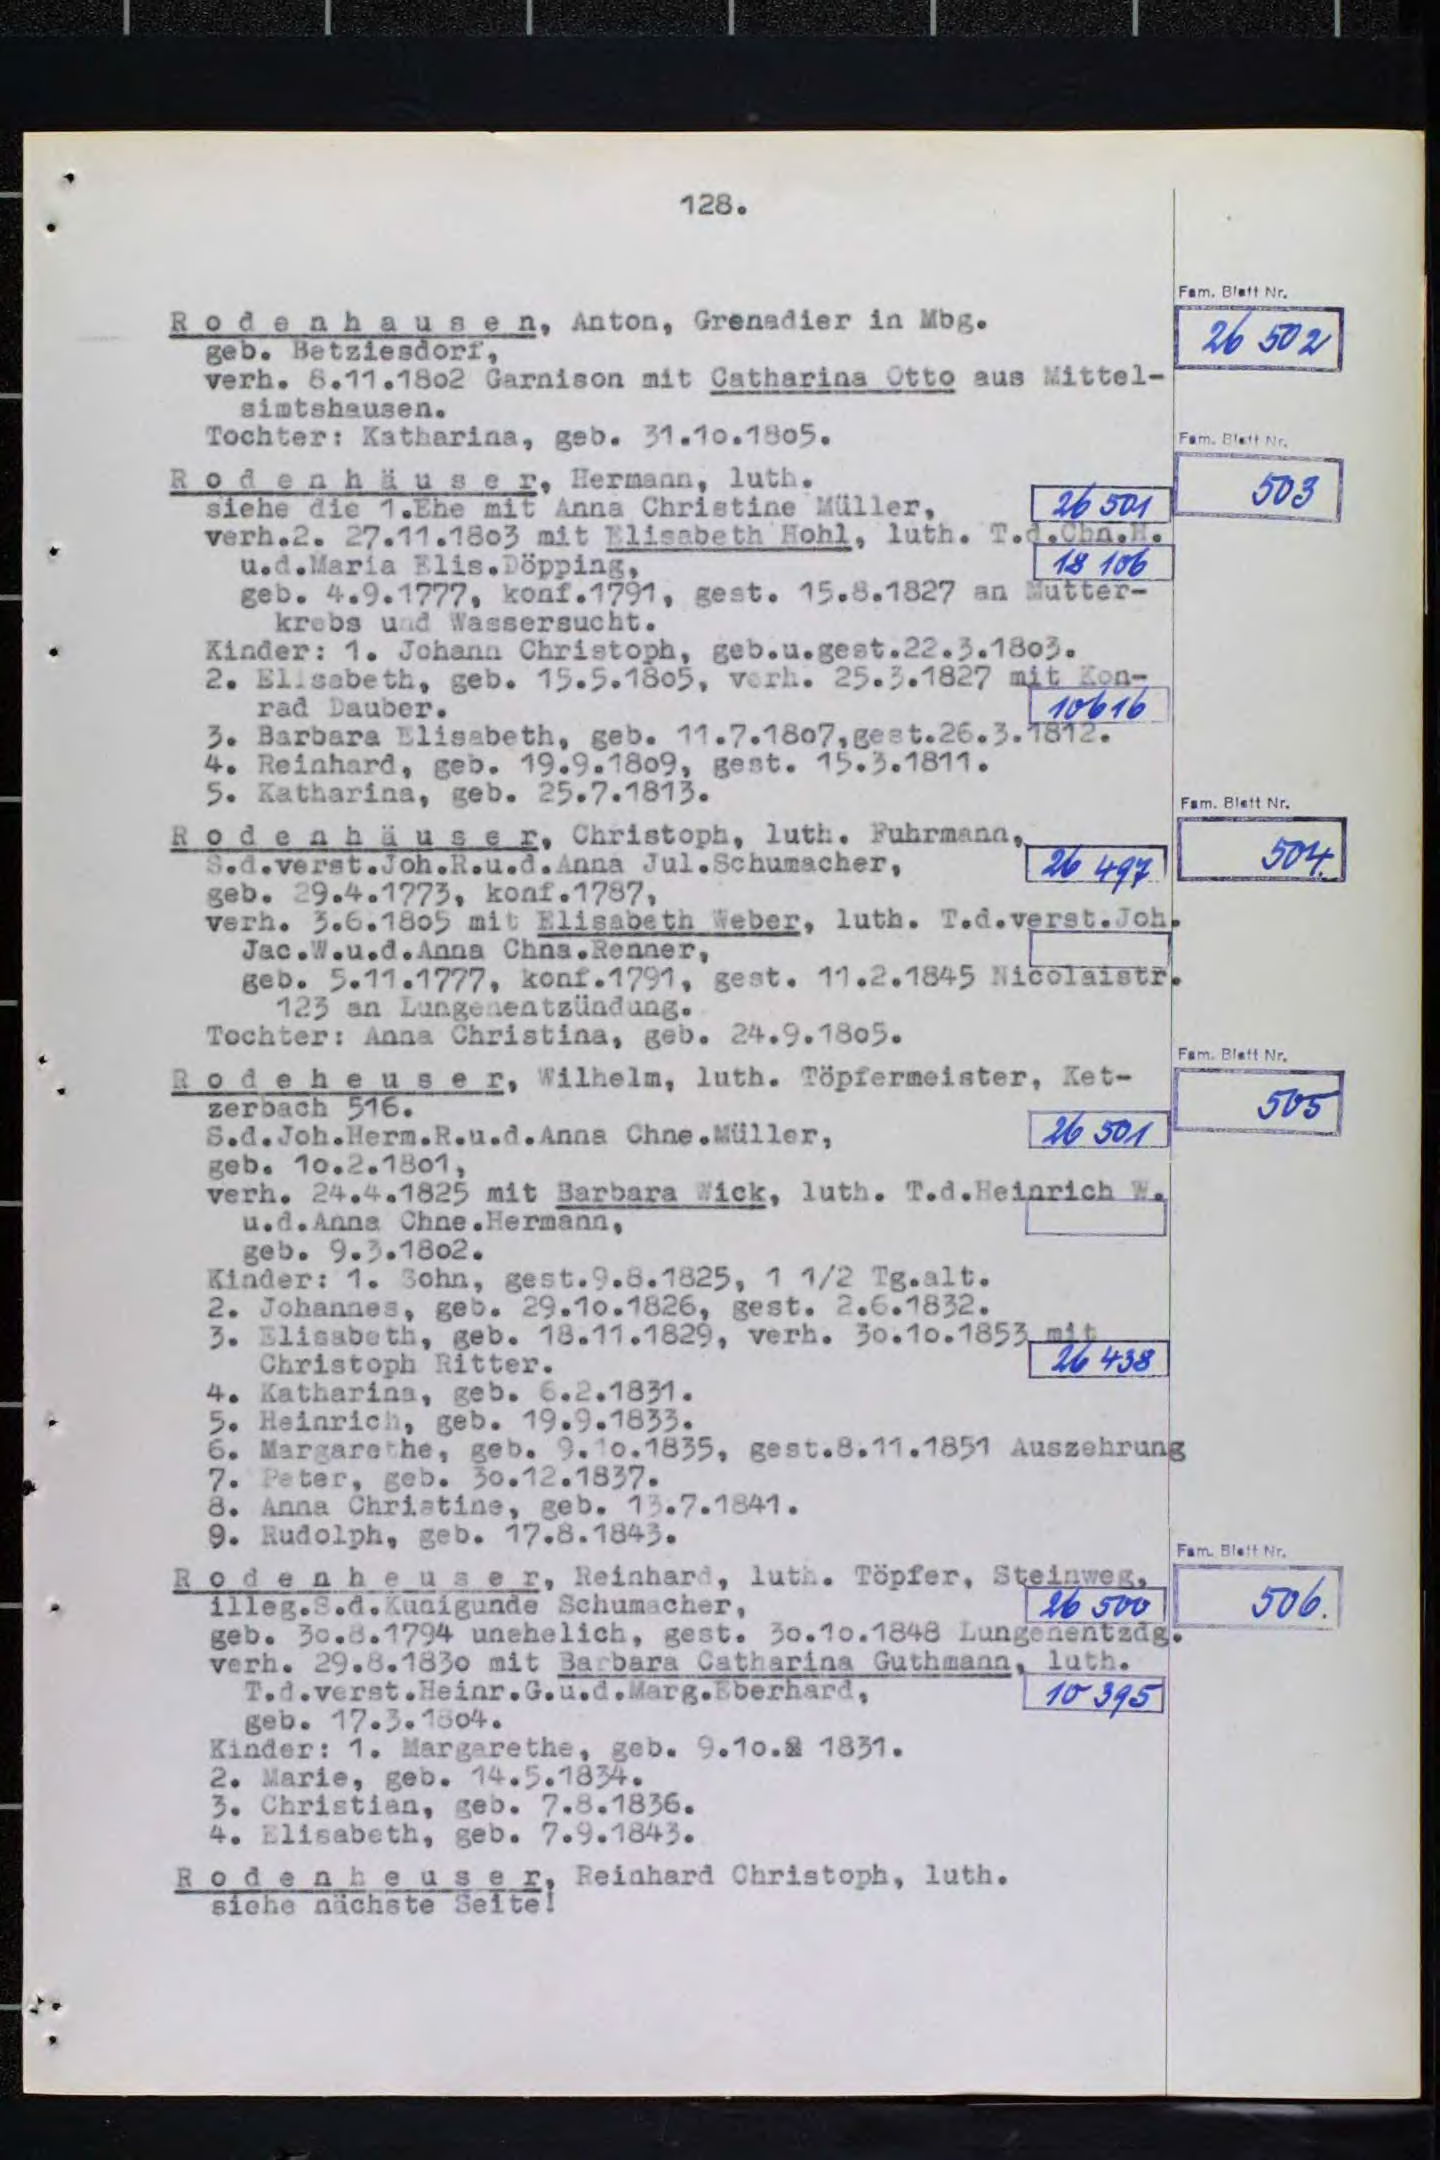 128.
Fam. Blatt Nr.
Rodenhausen, Anton, Grenadier in Mbg.
26 502
geb. Betziesdorf,
verh. 8.11.1802 Garnison mit Catharina Otto aus Mittel-
simtshausen.
Tochter: Katharina, geb. 31.10.1805.
Fam. Blatt Nr.
Rodenhäuser, Hermann, luth.
503
siehe die 1.Ehe mit Anna Christine Müller,
26 501
verh.2. 27.11.1803 mit Elisabeth Hohl, luth. T.d.Chn.H.
u.d.Maria Elis.Döpping,
18 106
geb. 4.9.1777, konf.1791, gest. 15.8.1827 an Mutter-
krebs und Wassersucht.
Kinder: 1. Johann Christoph, geb.u.gest.22.3.1803.
2. Elisabeth, geb. 15.5.1805, verh. 25.3.1827 mit Kon-
rad Dauber.
10616
3. Barbara Elisabeth, geb. 11.7.1807,gest.26.3.1812.
4. Reinhard, geb. 19.9.1809, gest. 15.3.1811.
5. Katharina, geb. 25.7.1813.
Fam. Blatt Nr.
Rodenhäuser, Christoph, luth. Fuhrmann,
504.
S.d.verst.Joh.R.u.d.Anna Jul.Schumacher,
26 497
geb. 29.4.1773, konf.1787,
verh. 3.6.1805 mit Elisabeth Weber, luth. T.d.verst.Joh.
Jac.W.u.d.Anna Chna.Renner,
geb. 5.11.1777, konf.1791, gest. 11.2.1845 Nicolaistr.
123 an Lungenentzündung.
Tochter: Anna Christina, geb. 24.9.1805.
Fam. Blatt Nr.
Rodeheuser, Wilhelm, luth. Töpfermeister, Ket-
505
zerbach 516.
S.d.Joh.Herm.R.u.d.Anna Chne.Müller,
26 501
geb. 10.2.1801,
verh. 24.4.1825 mit Barbara Wick, luth. T.d.Heinrich W.
u.d.Anna Chne.Hermann,
geb. 9.3.1802.
Kinder: 1. Sohn, gest.9.8.1825, 1 1/2 Tg.alt.
2. Johannes, geb. 29.10.1826, gest. 2.6.1832.
3. Elisabeth, geb. 18.11.1829, verh. 30.10.1853 mit
Christoph Ritter.
26 438
4. Katharina, geb. 6.2.1831.
5. Heinrich, geb. 19.9.1833.
6. Margarethe, geb. 9.10.1835, gest.8.11.1851 Auszehrung
7. Peter, geb. 30.12.1837.
8. Anna Christine, geb. 13.7.1841.
9. Rudolph, geb. 17.8.1843.
Fam. Blatt Nr.
Rodenheuser, Reinhard, luth. Töpfer, Steinweg,
506.
illeg.S.d.Kunigunde Schumacher,
26 500
geb. 30.8.1794 unehelich, gest. 30.10.1848 Lungenentzdg.
verh. 29.8.1830 mit Barbara Catharina Guthmann, luth.
T.d.verst.Heinr.G.u.d.Marg.Eberhard,
10 395
geb. 17.3.1804.
Kinder: 1. Margarethe, geb. 9.10. 1831.
2. Marie, geb. 14.5.1834.
3. Christian, geb. 7.8.1836.
4. Elisabeth, geb. 7.9.1843.
Rodenheuser, Reinhard Christoph, luth.
siehe nächste Seite!